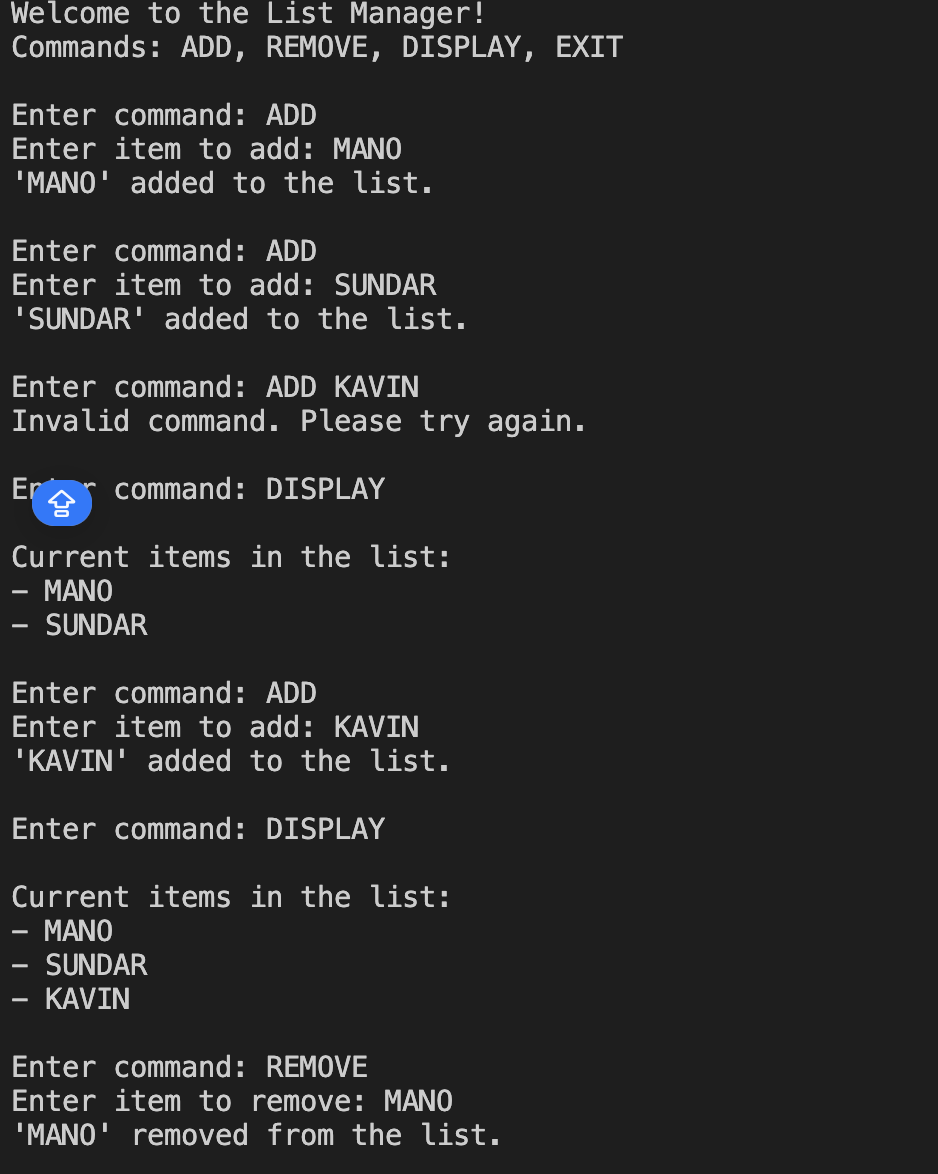 Welcome to the List Manager!
Commands: ADD, REMOVE, DISPLAY, EXIT
Enter command: ADD
Enter item to add: MANO
'MANO' added to the list.
Enter command: ADD
Enter item to add: SUNDAR
'SUNDAR' added to the list.
Enter command: ADD KAVIN
Invalid command. Please try again.
Enter command: DISPLAY
Current items in the list:
- MANO
- SUNDAR
Enter command: ADD
Enter item to add: KAVIN
'KAVIN' added to the list.
Enter command: DISPLAY
Current items in the list:
- MANO
- SUNDAR
- KAVIN
Enter command: REMOVE
Enter item to remove: MANO
'MANO' removed from the list.